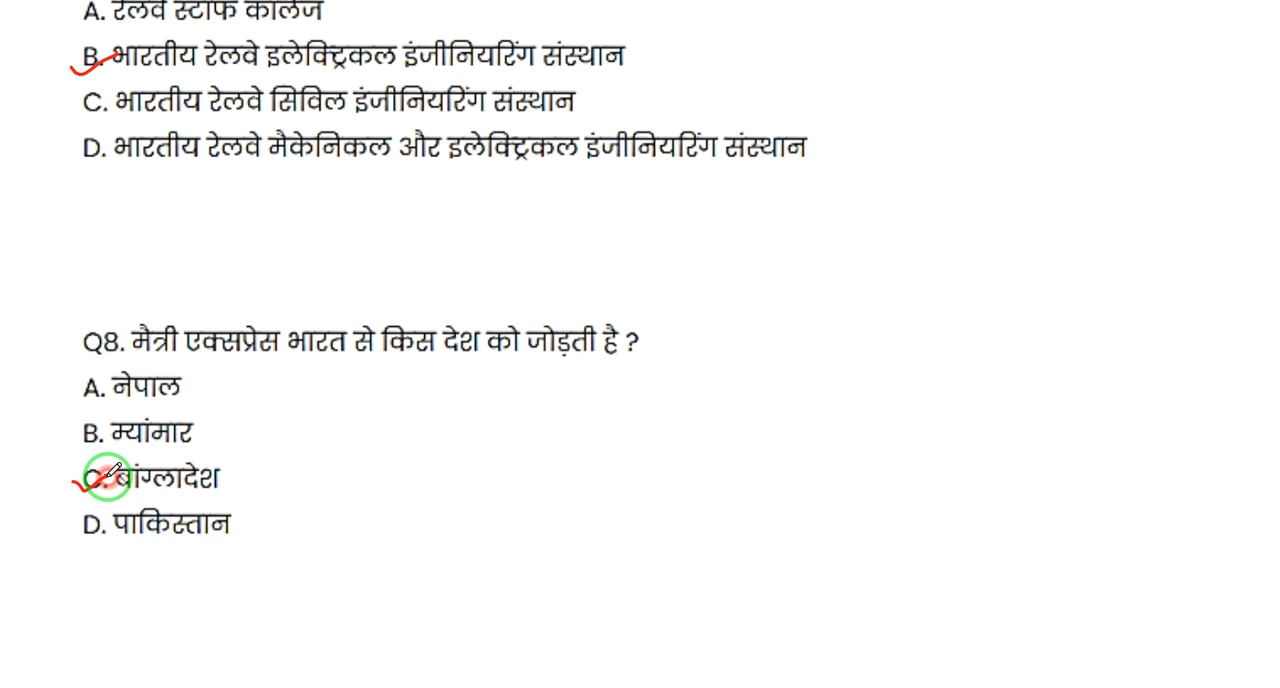 A. रेलवे स्टाफ कॉलेज
B. भारतीय रेलवे इलेक्ट्रिकल इंजीनियरिंग संस्थान
C. भारतीय रेलवे सिविल इंजीनियरिंग संस्थान
D. भारतीय रेलवे मैकेनिकल और इलेक्ट्रिकल इंजीनियरिंग संस्थान
Q8. मैत्री एक्सप्रेस भारत से किस देश को जोड़ती है ?
A. नेपाल
B. म्यांमार
C. बांग्लादेश
D. पाकिस्तान